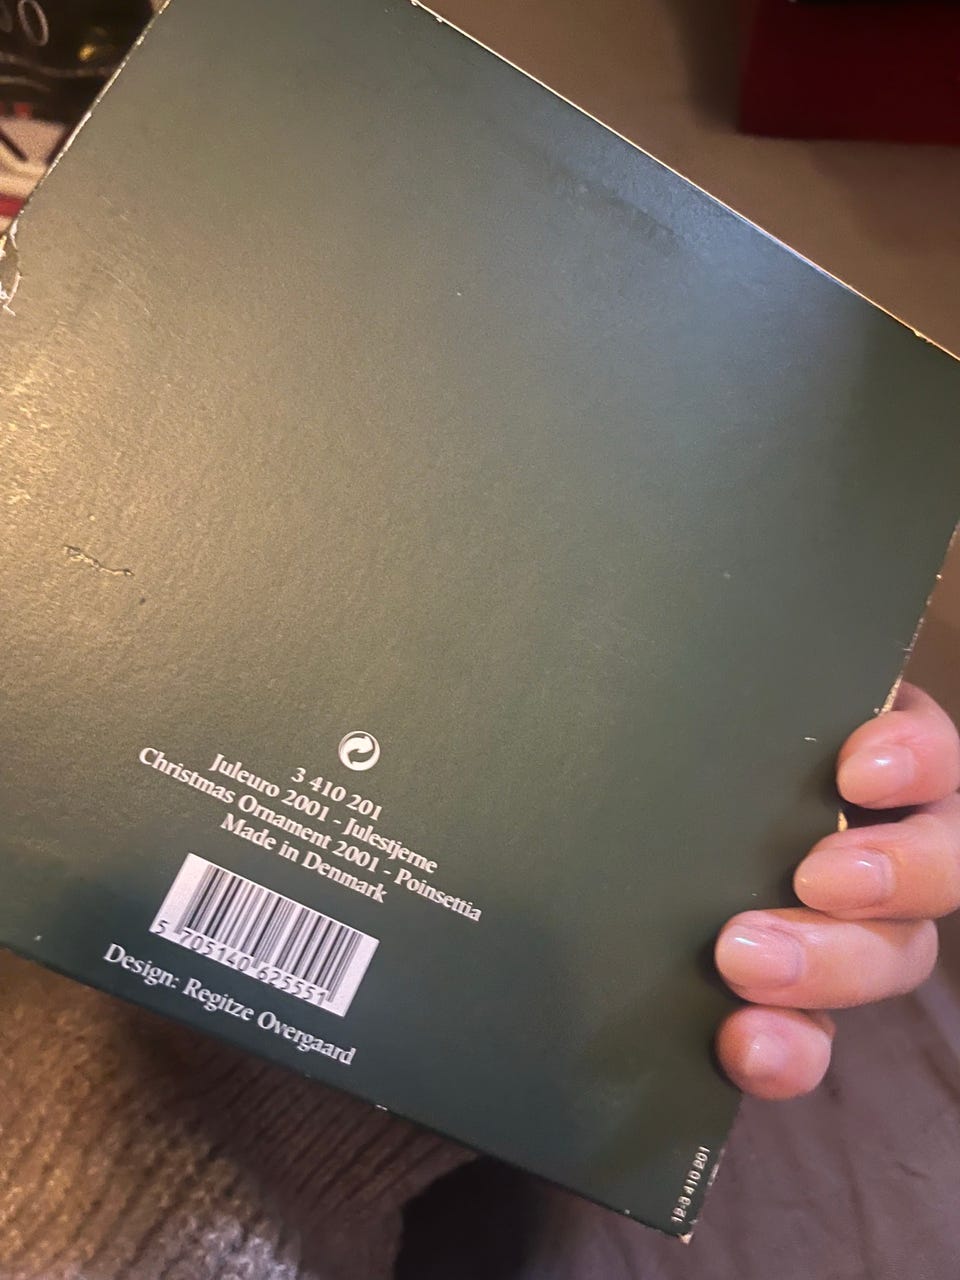 3 410 201
Juleuro 2001 - Julestjerne
Christmas Ornament 2001 - Poinsettia
Made in Denmark
5 705140 625551
Design: Regitze Overgaard